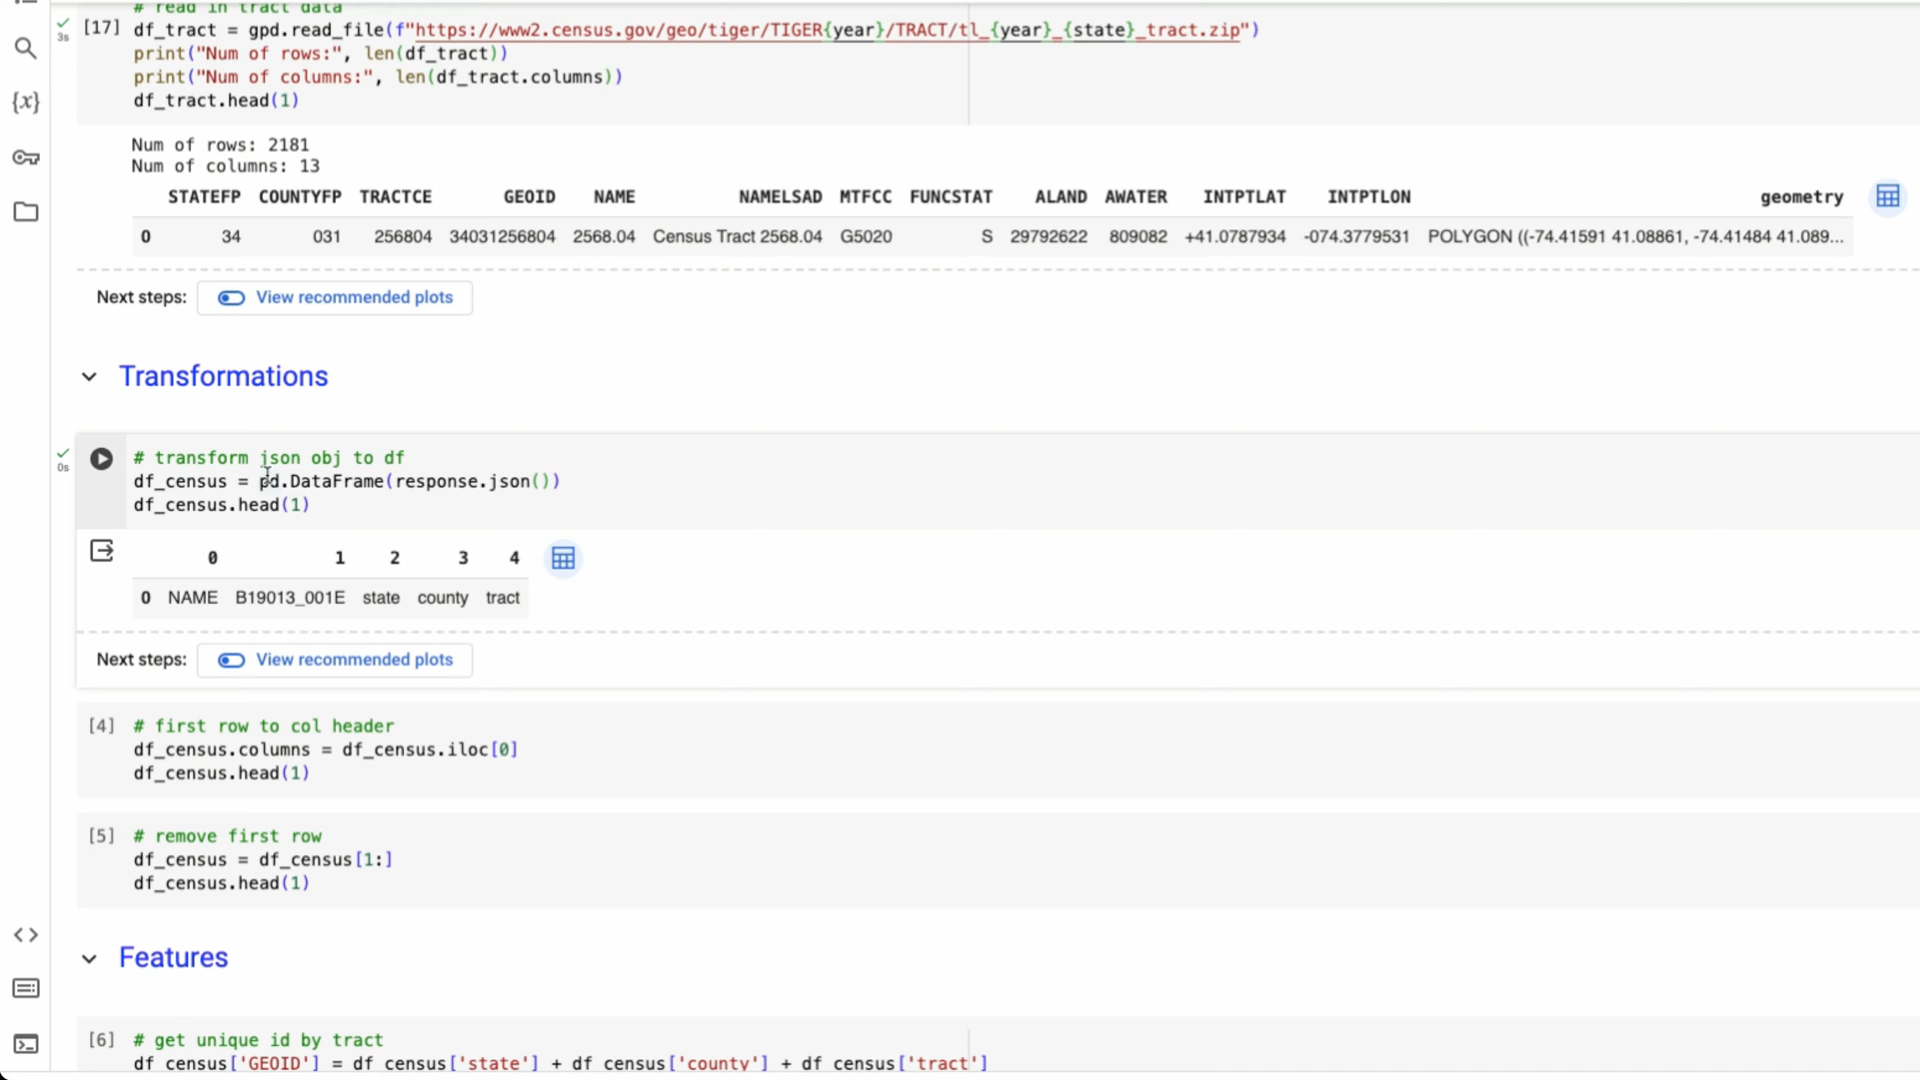 # read in tract data
[17] df_tract = gpd.read_file(f"https://www2.census.gov/geo/tiger/TIGER{year}/TRACT/tl_{year}_{state}_tract.zip")
3s
print("Num of rows:", len(df_tract))
{x}
print("Num of columns:", len(df_tract.columns))
df_tract.head(1)
Num of rows: 2181
Num of columns: 13
STATEFP COUNTYFP TRACTCE GEOID NAME NAMELSAD MTFCC FUNCSTAT ALAND AWATER INTPTLAT INTPTLON geometry
0 34 031 256804 34031256804 2568.04 Census Tract 2568.04 G5020 S 29792622 809082 +41.0787934 -074.3779531 POLYGON ((-74.41591 41.08861, -74.41484 41.089...
Next steps: View recommended plots
Transformations
# transform json obj to df
0s
df_census = pd.DataFrame(response.json())
df_census.head(1)
0 1 2 3 4
0 NAME B19013_001E state county tract
Next steps: View recommended plots
[4] # first row to col header
df_census.columns = df_census.iloc[0]
df_census.head(1)
[5] # remove first row
df_census = df_census[1:]
df_census.head(1)
Features
[6] # get unique id by tract
df_census['GEOID'] = df_census['state'] + df_census['county'] + df_census['tract']